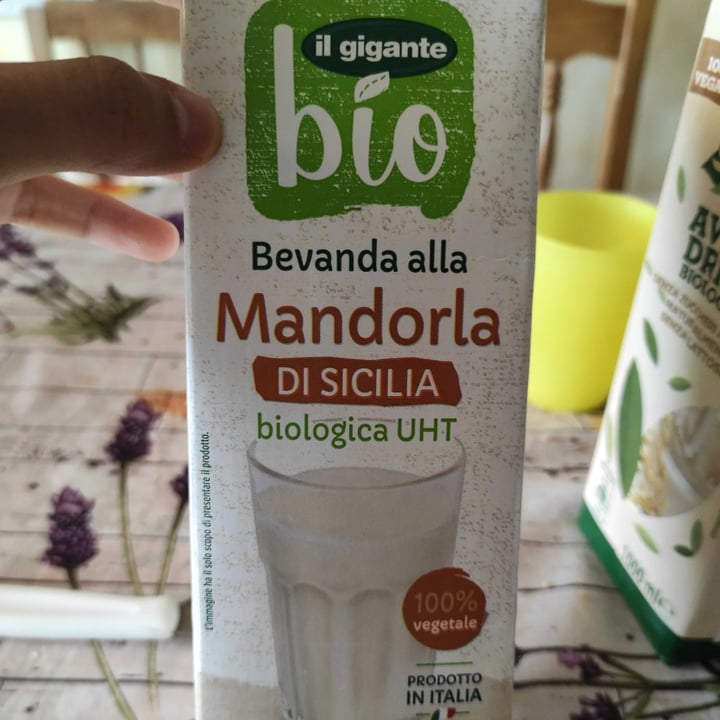 il gigante
bio
Bevanda alla
Mandorla
DI SICILIA
biologica UHT
L'immagine ha il solo scopo di presentare il prodotto.
100%
vegetale
PRODOTTO
IN ITALIA